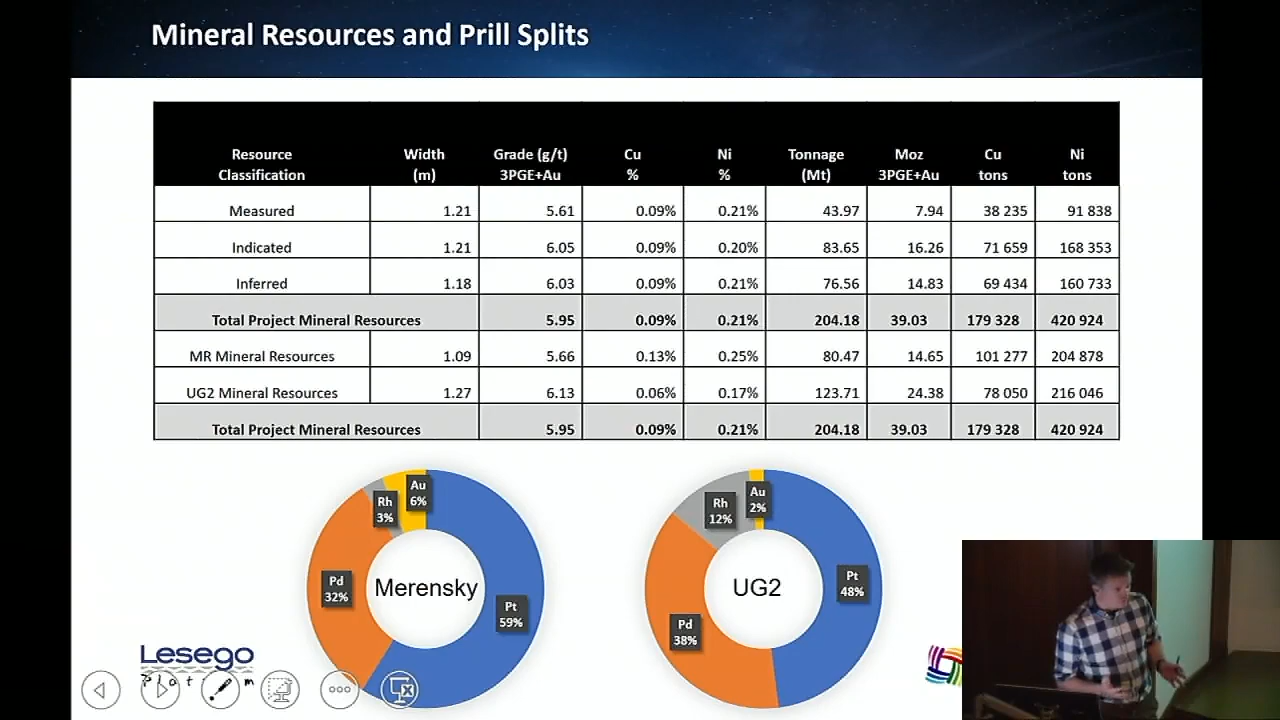 Mineral Resources and Prill Splits
Resource Classification Width (m) Grade (g/t) 3PGE+Au Cu % Ni % Tonnage (Mt) Moz 3PGE+Au Cu tons Ni tons
Measured 1.21 5.61 0.09% 0.21% 43.97 7.94 38 235 91 838
Indicated 1.21 6.05 0.09% 0.20% 83.65 16.26 71 659 168 353
Inferred 1.18 6.03 0.09% 0.21% 76.56 14.83 69 434 160 733
Total Project Mineral Resources 5.95 0.09% 0.21% 204.18 39.03 179 328 420 924
MR Mineral Resources 1.09 5.66 0.13% 0.25% 80.47 14.65 101 277 204 878
UG2 Mineral Resources 1.27 6.13 0.06% 0.17% 123.71 24.38 78 050 216 046
Total Project Mineral Resources 5.95 0.09% 0.21% 204.18 39.03 179 328 420 924
Au
6%
Rh
3%
Pd
32%
Merensky
Pt
59%
Au
2%
Rh
12%
UG2
Pt
48%
Pd
38%
Lesego